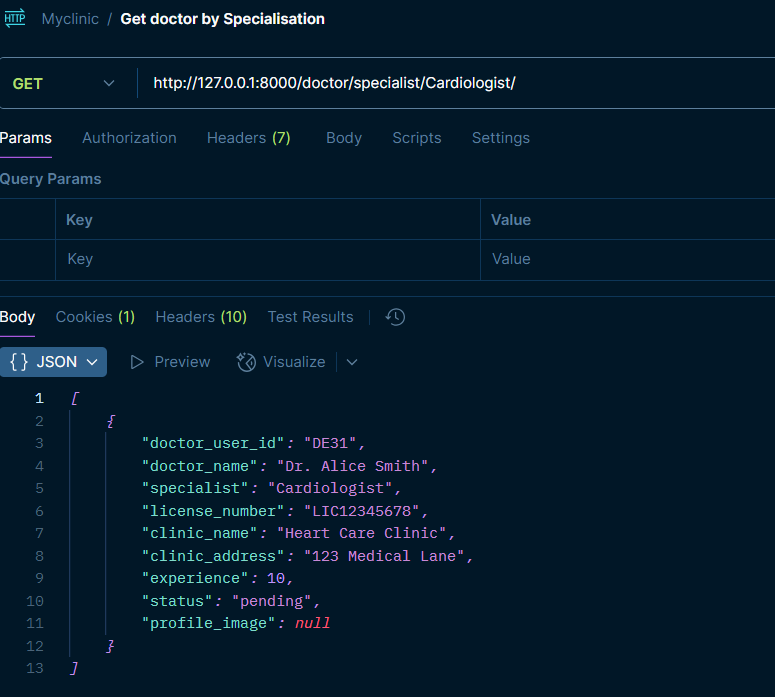 HTTP Myclinic / Get doctor by Specialisation
GET http://127.0.0.1:8000/doctor/specialist/Cardiologist/
Params Authorization Headers (7) Body Scripts Settings
Query Params
Key Value
Key Value
Body Cookies (1) Headers (10) Test Results
{} JSON Preview Visualize
1 [
2 {
3 "doctor_user_id": "DE31",
4 "doctor_name": "Dr. Alice Smith",
5 "specialist": "Cardiologist",
6 "license_number": "LIC12345678",
7 "clinic_name": "Heart Care Clinic",
8 "clinic_address": "123 Medical Lane",
9 "experience": 10,
10 "status": "pending",
11 "profile_image": null
12 }
13 ]